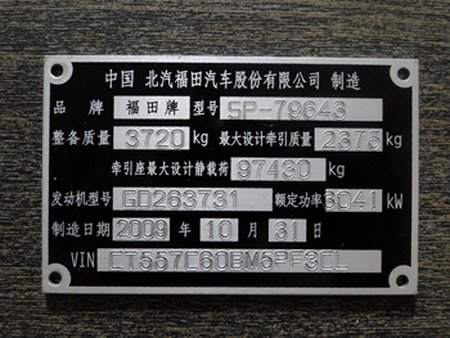 中国 北汽福田汽车股份有限公司 制造
品 牌 福田牌 型号 SP-79643
整备质量 3720 kg 最大设计牵引质量 2375 kg
牵引座最大设计静载荷 97430 kg
发动机型号 GD263731 额定功率 6041 kW
制造日期 2009 年 10 月 31 日
VIN CT557C60BM5PF3CL